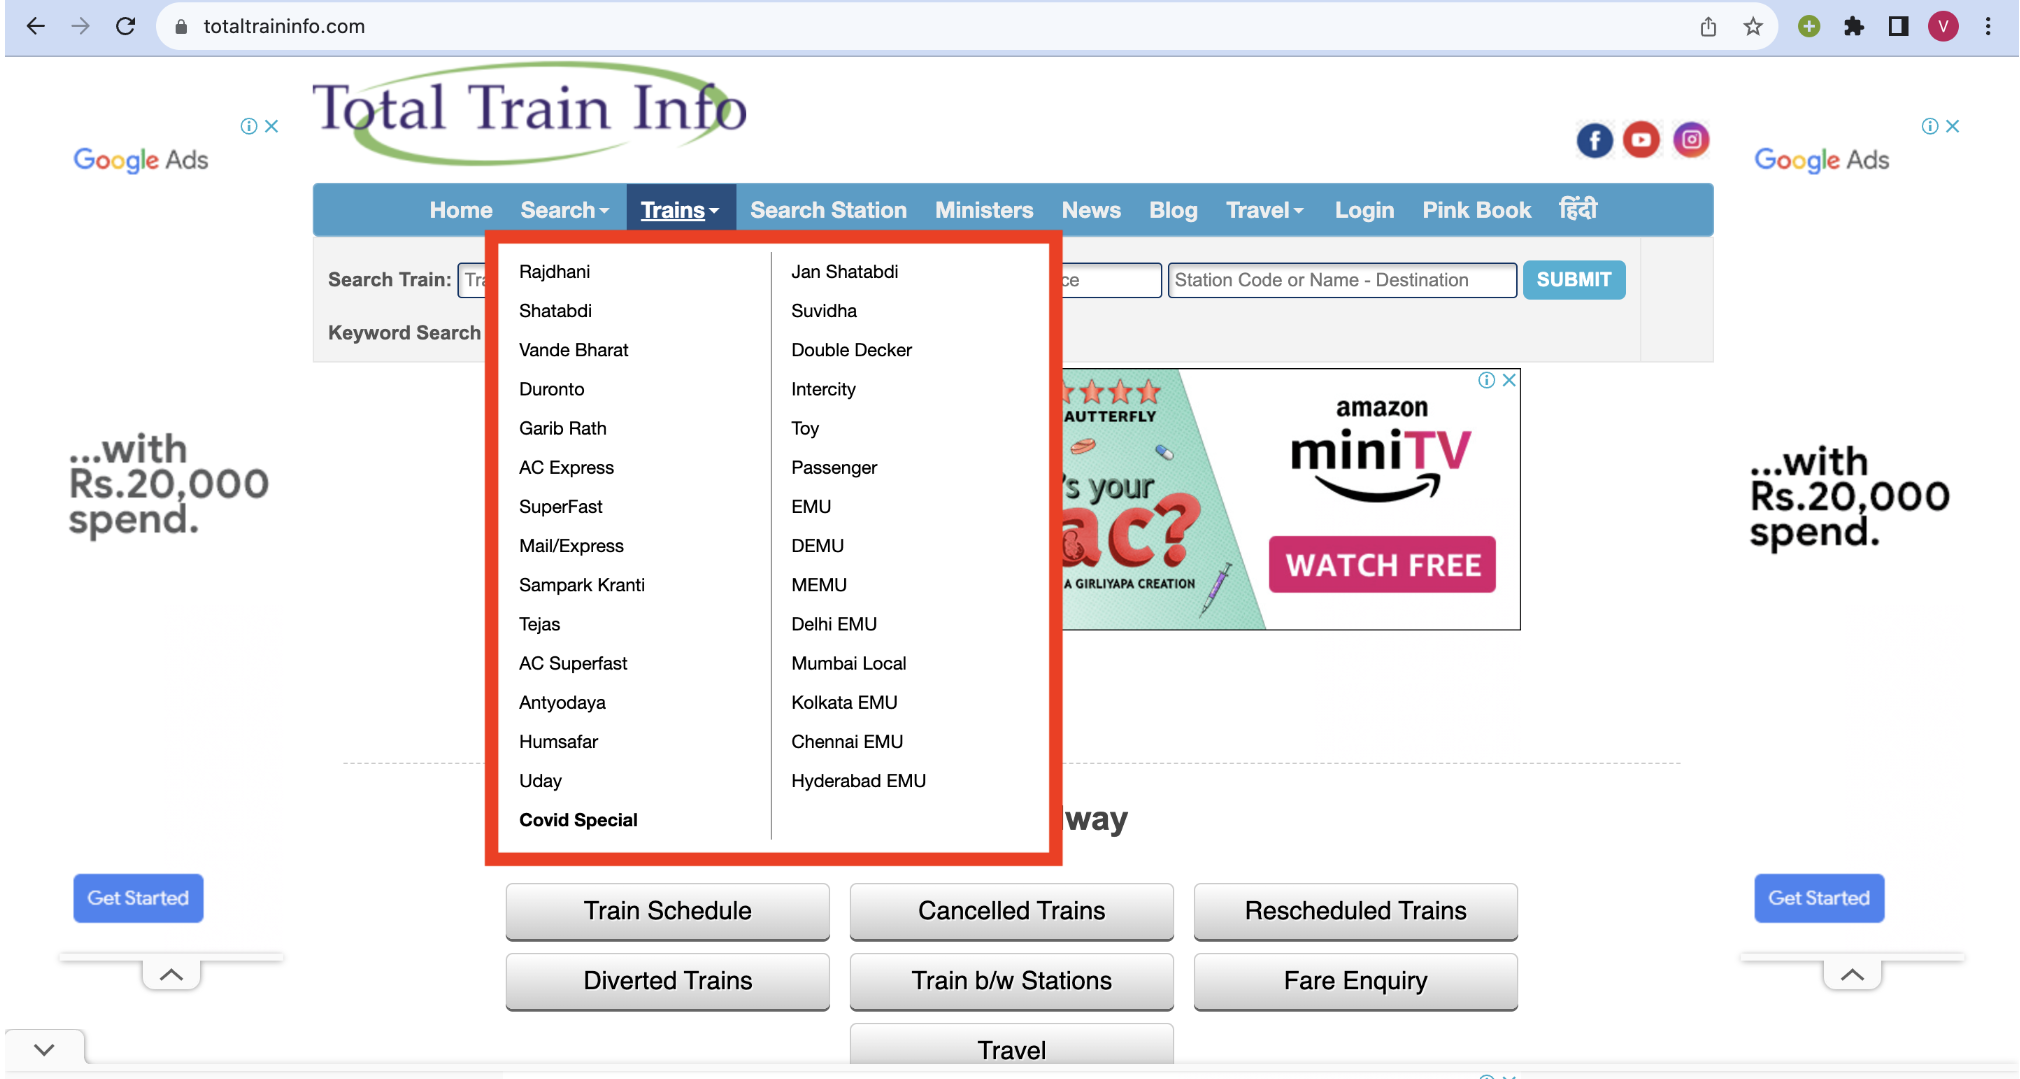 totaltraininfo.com
V
Total Train Info
Google Ads
Google Ads
Home Search Trains Search Station Ministers News Blog Travel Login Pink Book हिंदी
Search Train:
Station Code or Name - Destination
SUBMIT
Keyword Search
Rajdhani
Shatabdi
Vande Bharat
Duronto
Garib Rath
AC Express
SuperFast
Mail/Express
Sampark Kranti
Tejas
AC Superfast
Antyodaya
Humsafar
Uday
Covid Special
Jan Shatabdi
Suvidha
Double Decker
Intercity
Toy
Passenger
EMU
DEMU
MEMU
Delhi EMU
Mumbai Local
Kolkata EMU
Chennai EMU
Hyderabad EMU
AUTTERFLY
's your
ac?
A GIRLIYAPA CREATION
amazon
miniTV
WATCH FREE
...with
Rs.20,000
spend.
...with
Rs.20,000
spend.
way
Get Started
Get Started
Train Schedule
Cancelled Trains
Rescheduled Trains
Diverted Trains
Train b/w Stations
Fare Enquiry
Travel